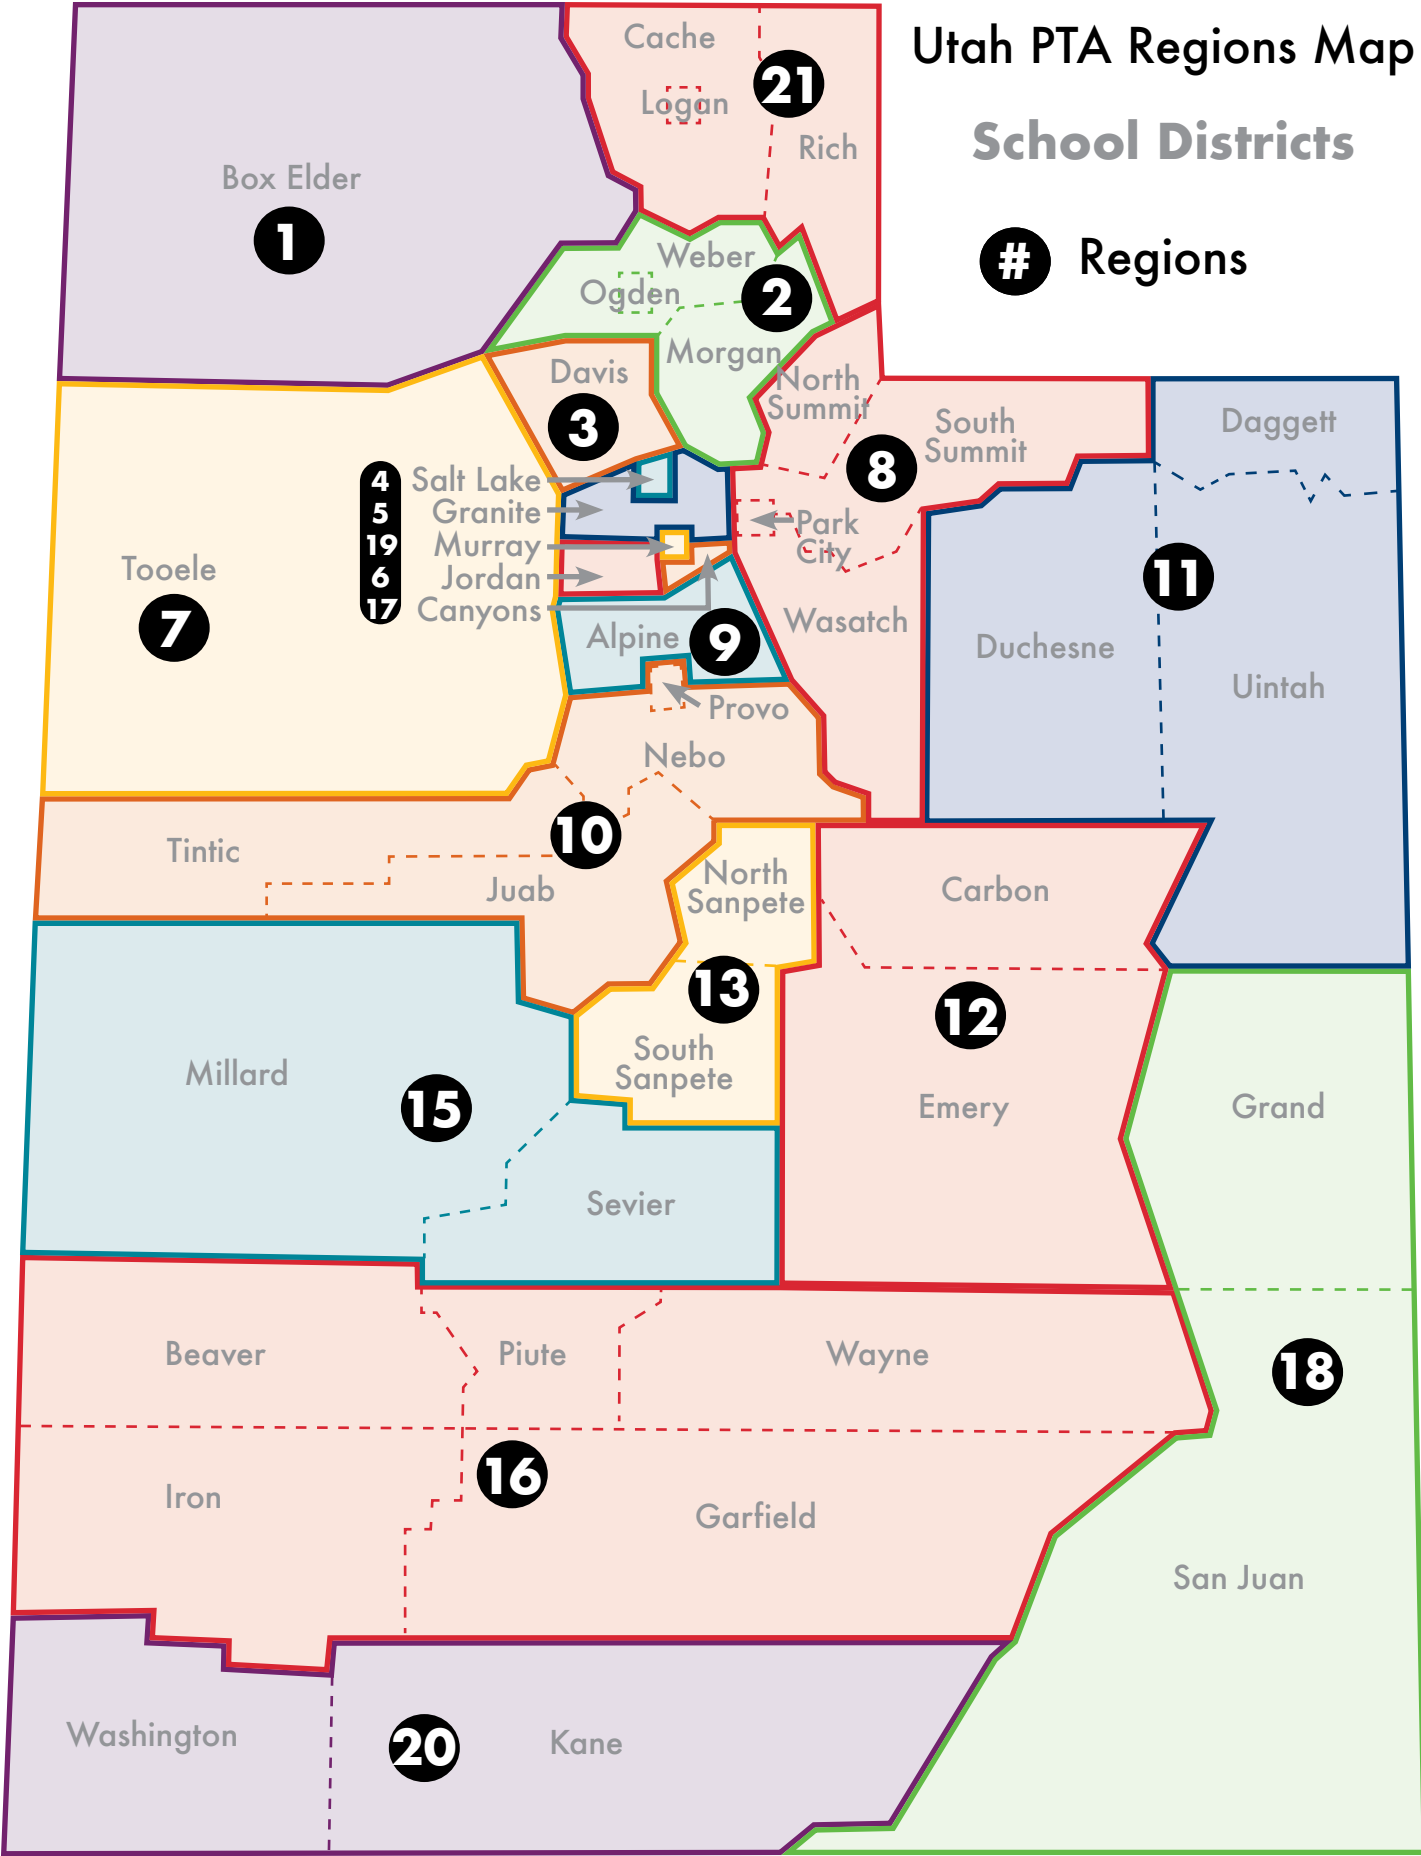 Utah PTA Regions Map
School Districts
# Regions
Cache
21
Logan
Rich
Box Elder
1
Weber
Ogden
2
Morgan
Davis
3
North
Summit
South
Summit
8
Daggett
4 Salt Lake
5 Granite
19 Murray
6 Jordan
17 Canyons
Park
City
Tooele
7
11
Alpine
9
Wasatch
Duchesne
Uintah
Provo
Nebo
10
Tintic
Juab
North
Sanpete
Carbon
13
12
South
Sanpete
Millard
15
Emery
Grand
Sevier
Beaver
Piute
Wayne
18
16
Iron
Garfield
San Juan
Washington
20
Kane